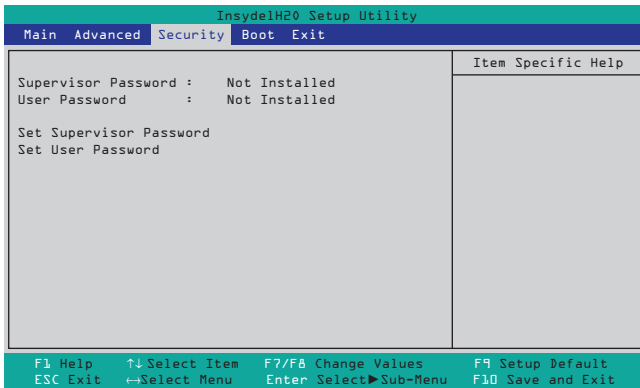 InsydelH20 Setup Utility
Main Advanced Security Boot Exit
Item Specific Help
Supervisor Password : Not Installed
User Password : Not Installed
Set Supervisor Password
Set User Password
F1 Help ↑↓ Select Item F7/F8 Change Values F9 Setup Default
ESC Exit ↔Select Menu Enter Select▶Sub-Menu F10 Save and Exit